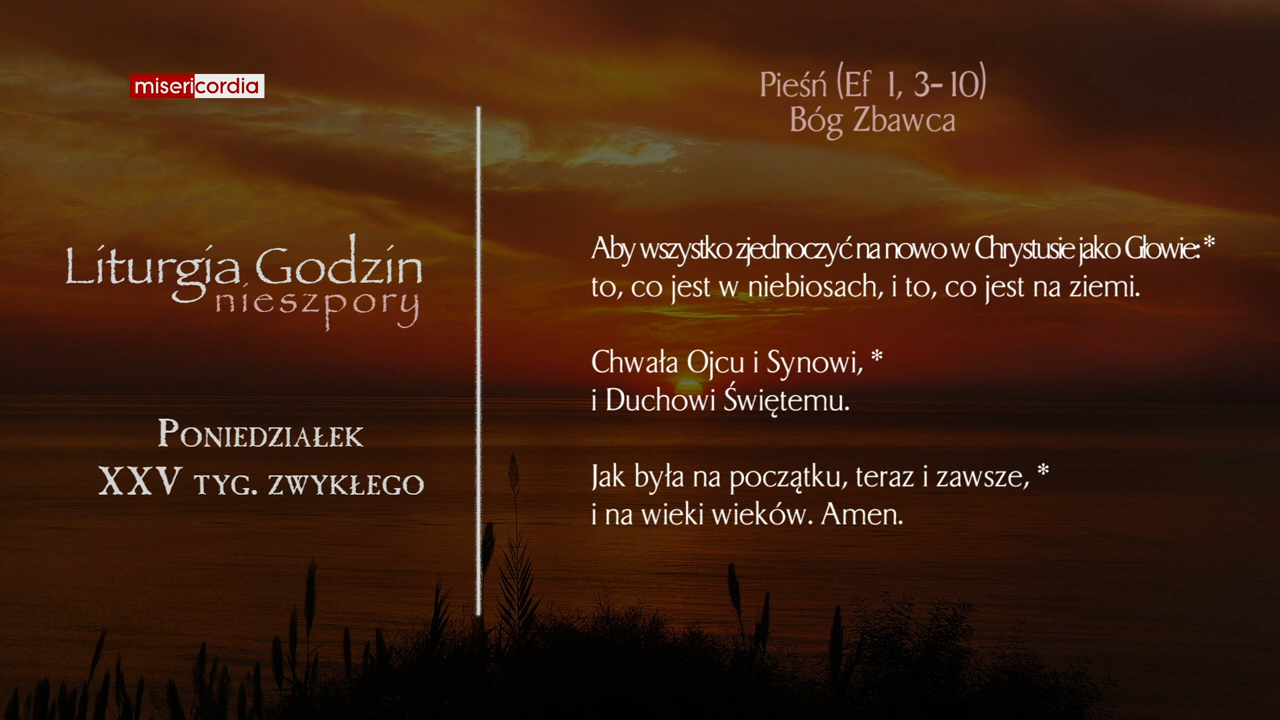 misericordia
Liturgia Godzin
nieszpory
Poniedziałek
XXV tyg. zwykłego
Pieśń (Ef 1, 3-10)
Bóg Zbawca
Aby wszystko zjednoczyć na nowo w Chrystusie jako Głowie: *
to, co jest w niebiosach, i to, co jest na ziemi.
Chwała Ojcu i Synowi, *
i Duchowi Świętemu.
Jak była na początku, teraz i zawsze, *
i na wieki wieków. Amen.